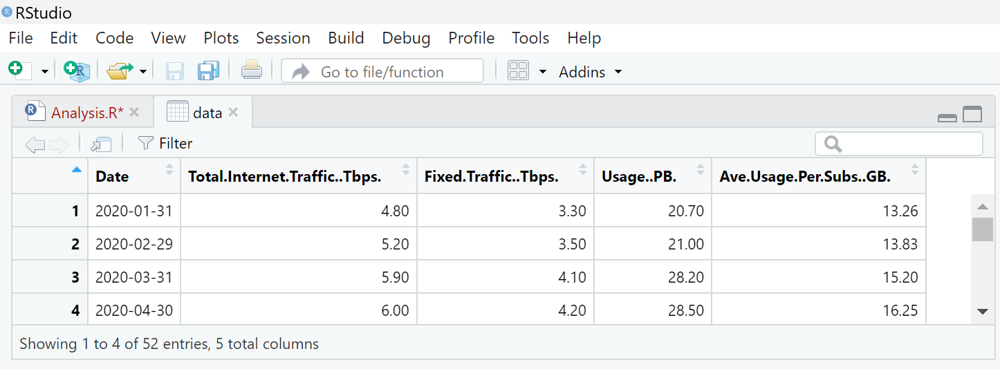 RStudio
File Edit Code View Plots Session Build Debug Profile Tools Help
Go to file/function Addins
Analysis.R* data
Filter
Date Total.Internet.Traffic..Tbps. Fixed.Traffic..Tbps. Usage..PB. Ave.Usage.Per.Subs..GB.
1 2020-01-31 4.80 3.30 20.70 13.26
2 2020-02-29 5.20 3.50 21.00 13.83
3 2020-03-31 5.90 4.10 28.20 15.20
4 2020-04-30 6.00 4.20 28.50 16.25
Showing 1 to 4 of 52 entries, 5 total columns